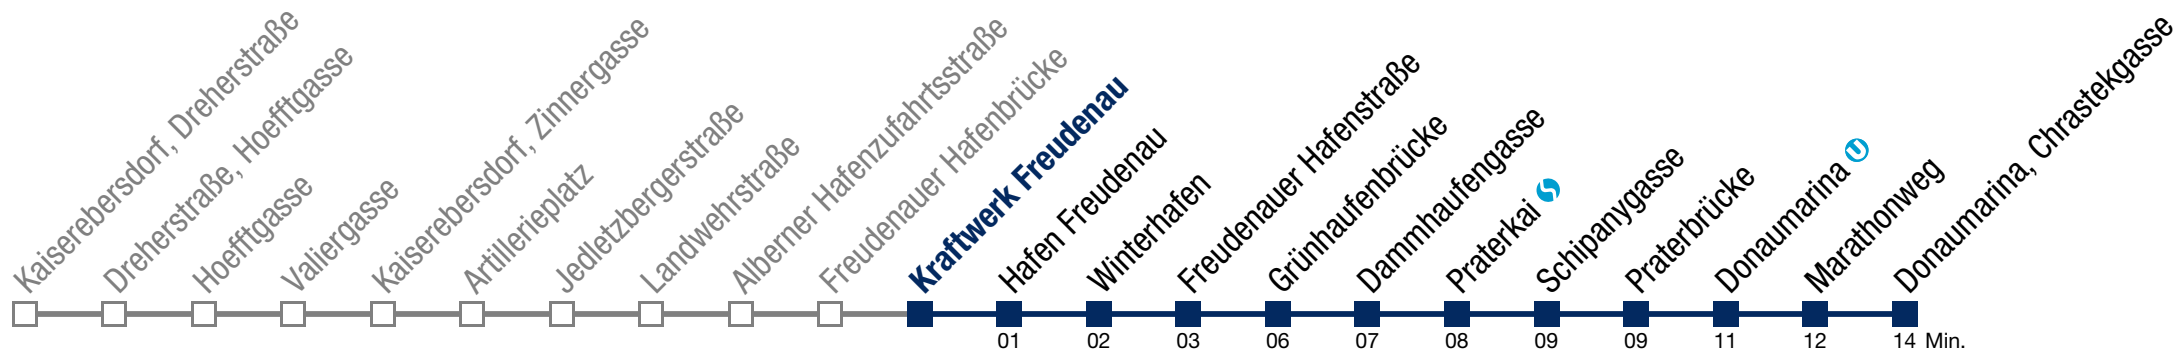 Kaiserebersdorf, Dreherstraße
Dreherstraße, Hoefftgasse
Hoefftgasse
Valiergasse
Kaiserebersdorf, Zinnergasse
Artillerieplatz
Jedletzbergerstraße
Landwehrstraße
Alberner Hafenzufahrtsstraße
Freudenauer Hafenbrücke
Kraftwerk Freudenau
Hafen Freudenau
Winterhafen
Freudenauer Hafenstraße
Grünhaufenbrücke
Dammhaufengasse
Praterkai S
Schipanygasse
Praterbrücke
Donaumarina U
Marathonweg
Donaumarina, Chrastekgasse
01 02 03 06 07 08 09 09 11 12 14 Min.